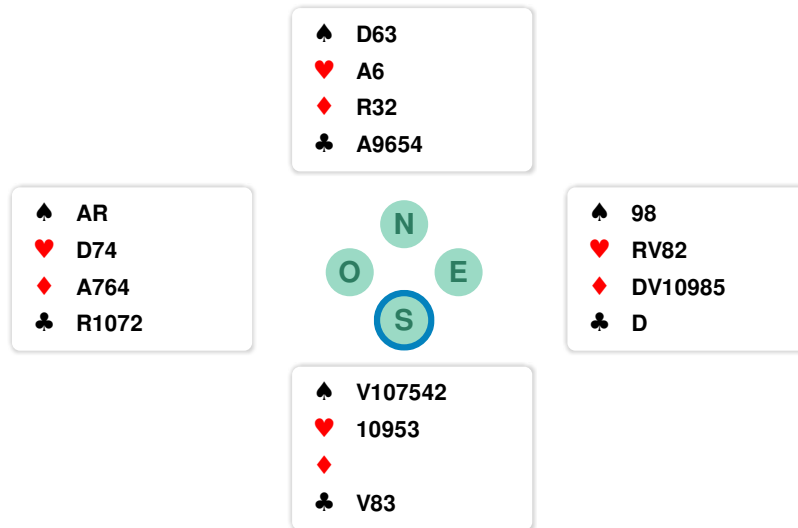 ♠ D63
♥ A6
♦ R32
♣ A9654
♠ AR
♥ D74
♦ A764
♣ R1072
N
O E
S
♠ 98
♥ RV82
♦ DV10985
♣ D
♠ V107542
♥ 10953
♦
♣ V83